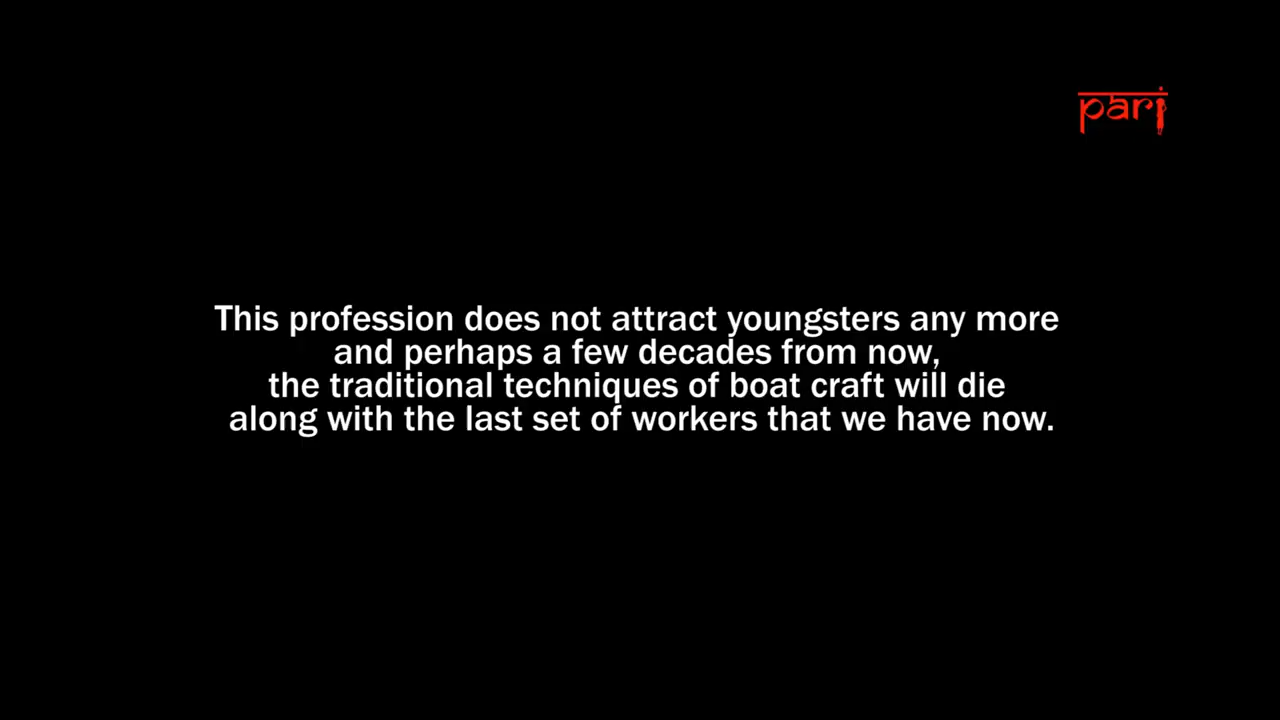 pari
This profession does not attract youngsters any more
and perhaps a few decades from now,
the traditional techniques of boat craft will die
along with the last set of workers that we have now.